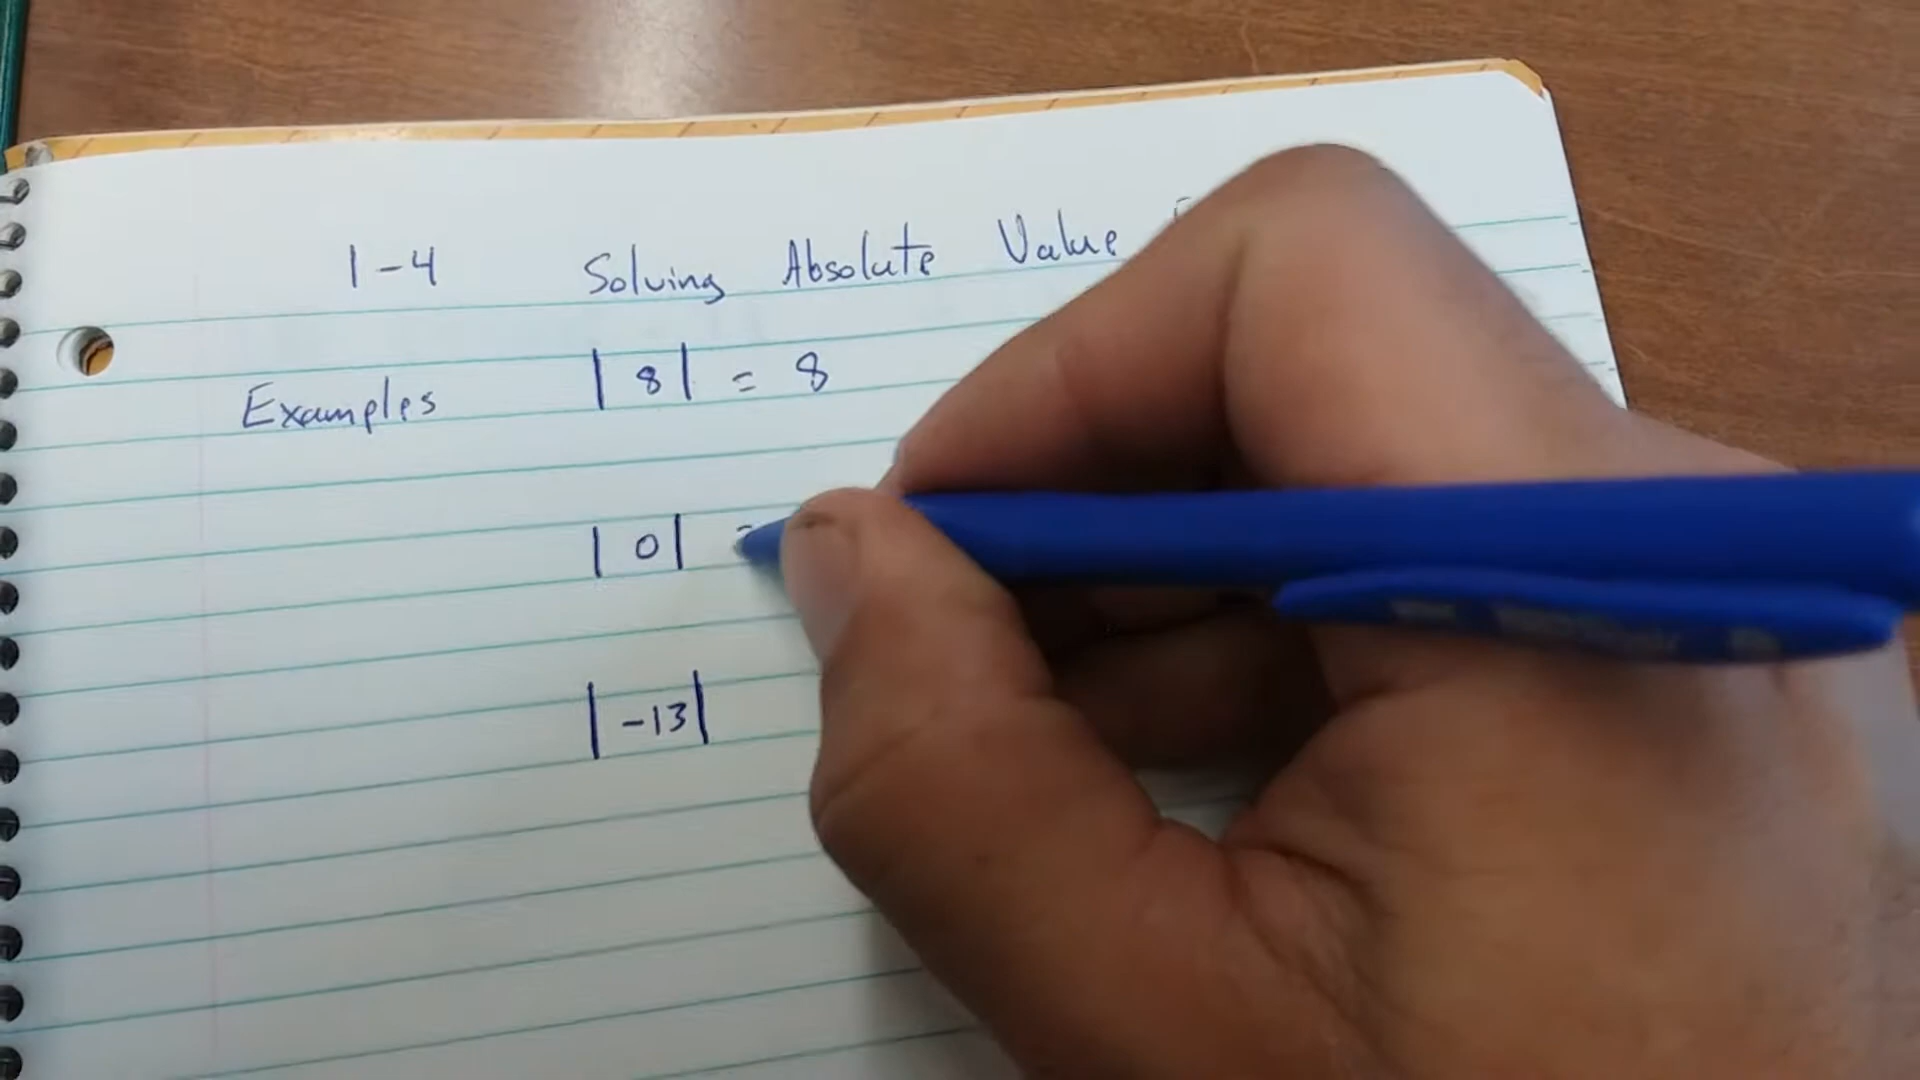 1-4 Solving Absolute Value
Examples |8| = 8
|0| =
|-13|